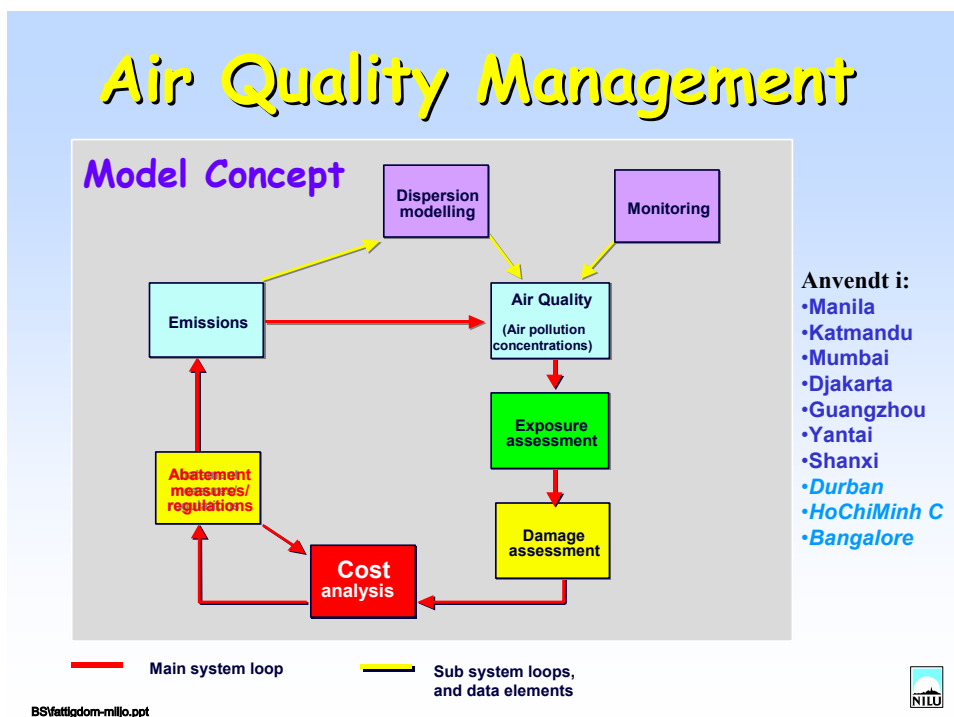 Air Quality Management
Model Concept
Dispersion
modelling
Monitoring
Emissions
Air Quality
(Air pollution
concentrations)
Exposure
assessment
Abatement
measures/
regulations
Damage
assessment
Cost
analysis
Anvendt i:
•Manila
•Katmandu
•Mumbai
•Djakarta
•Guangzhou
•Yantai
•Shanxi
•Durban
•HoChiMinh C
•Bangalore
Main system loop
Sub system loops,
and data elements
NILU
BS\fattigdom-miljo.ppt